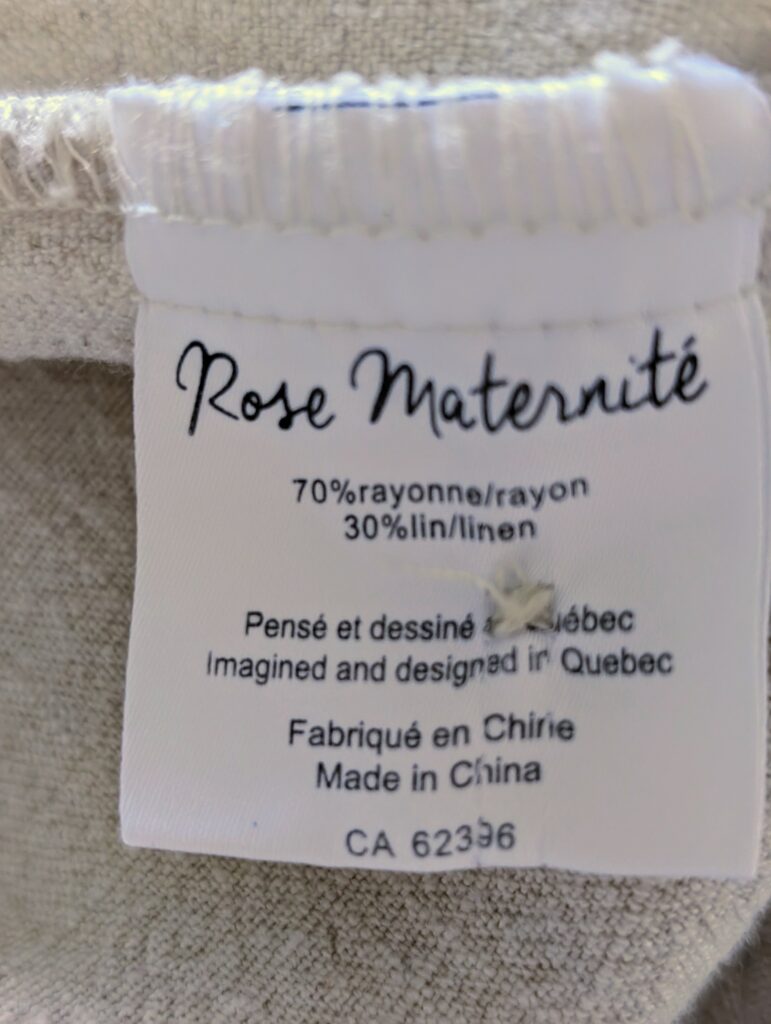 Rose Maternité
70%rayonne/rayon
30%lin/linen
Pensé et dessiné
Imagined and designed in Quebec
Fabriqué en Chine
Made in China
CA 62396